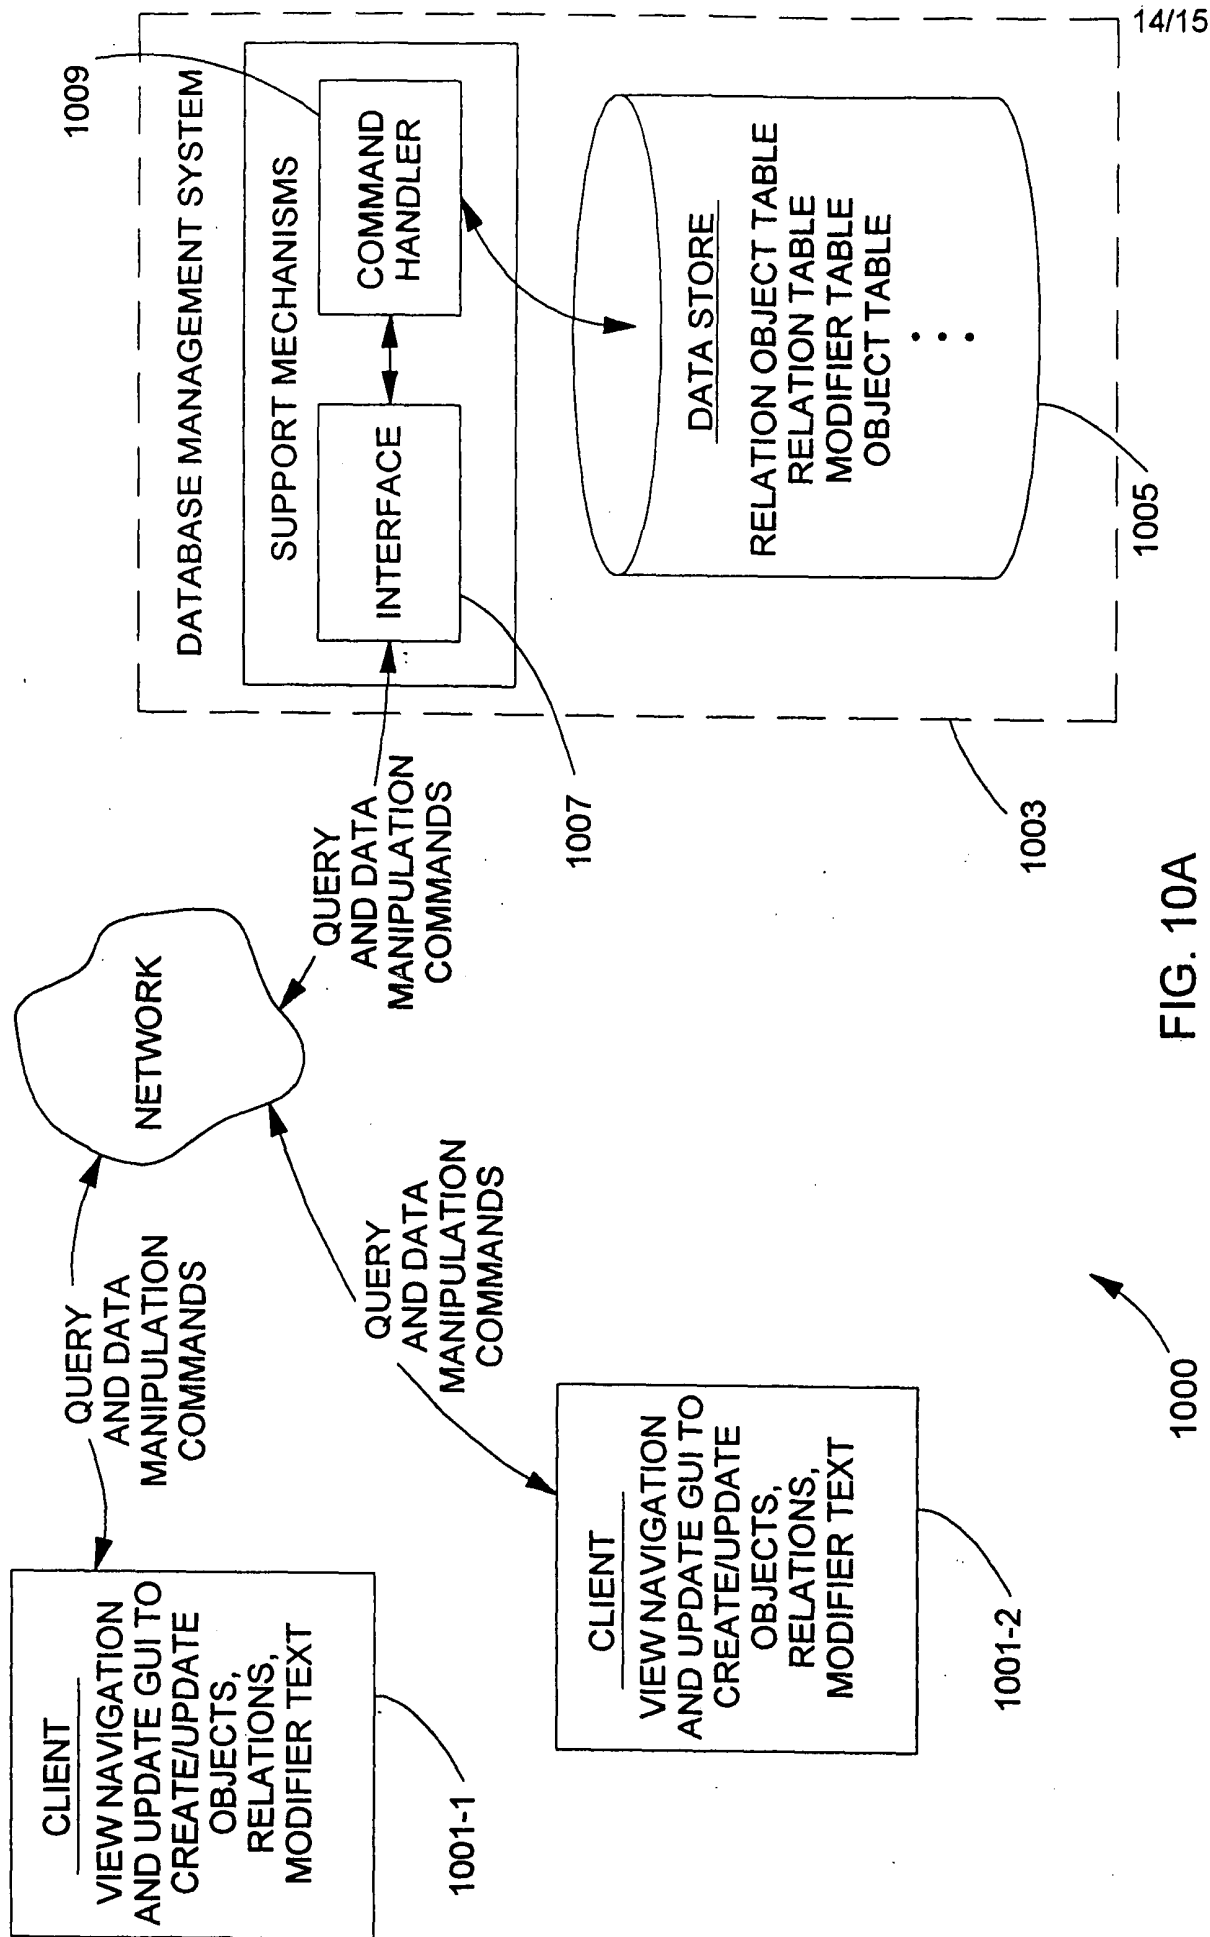 14/15
CLIENT
VIEW NAVIGATION
AND UPDATE GUI TO
CREATE/UPDATE
OBJECTS,
RELATIONS,
MODIFIER TEXT
1001-1
QUERY
AND DATA
MANIPULATION
COMMANDS
CLIENT
VIEW NAVIGATION
AND UPDATE GUI TO
CREATE/UPDATE
OBJECTS,
RELATIONS,
MODIFIER TEXT
1001-2
QUERY
AND DATA
MANIPULATION
COMMANDS
NETWORK
QUERY
AND DATA
MANIPULATION
COMMANDS
DATABASE MANAGEMENT SYSTEM
SUPPORT MECHANISMS
INTERFACE
1007
COMMAND
HANDLER
1009
DATA STORE
RELATION OBJECT TABLE
RELATION TABLE
MODIFIER TABLE
OBJECT TABLE
1005
1003
1000
FIG. 10A